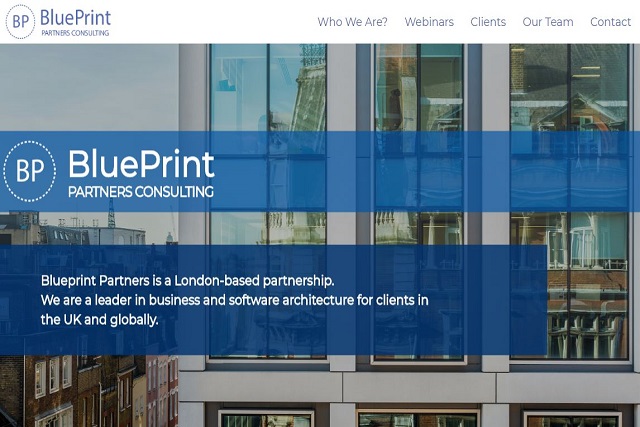 BP BluePrint
PARTNERS CONSULTING
Who We Are? Webinars Clients Our Team Contact
BP BluePrint
PARTNERS CONSULTING
Blueprint Partners is a London-based partnership.
We are a leader in business and software architecture for clients in
the UK and globally.